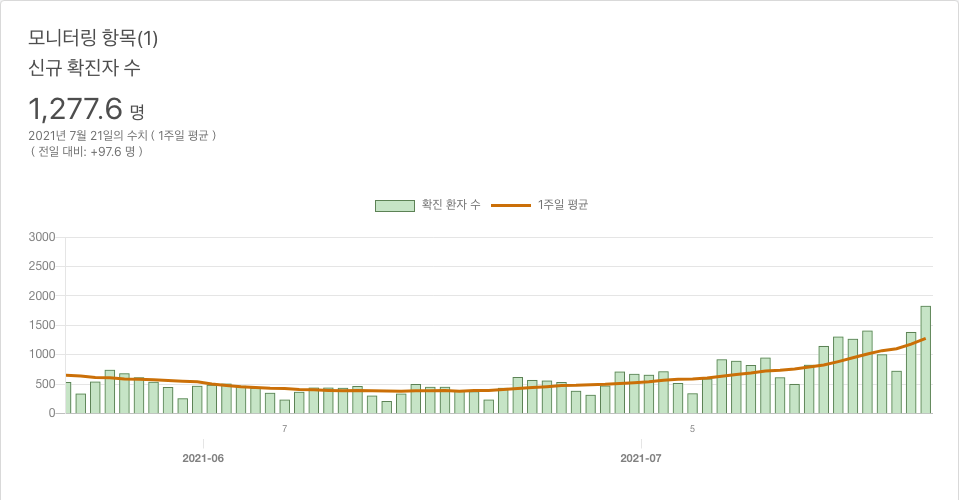 모니터링 항목(1)
신규 확진자 수
1,277.6 명
2021년 7월 21일의 수치 ( 1주일 평균 )
( 전일 대비: +97.6 명 )
확진 환자 수 1주일 평균
3000
2500
2000
1500
1000
500
0
7 5
2021-06 2021-07